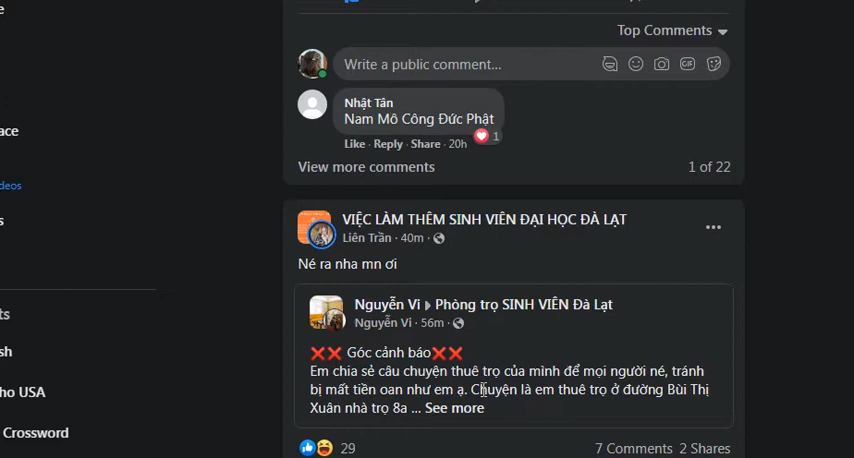 Top Comments
Write a public comment...
GIF
ace
Nhật Tân
Nam Mô Công Đức Phật
1
Like · Reply · Share · 20h
View more comments
1 of 22
deos
s
VIỆC LÀM THÊM SINH VIÊN ĐẠI HỌC ĐÀ LẠT
Liên Trần · 40m ·
Né ra nha mn ơi
Nguyễn Vi Phòng trọ SINH VIÊN Đà Lạt
Nguyễn Vi · 56m ·
ts
sh
ho USA
Crossword
❌❌ Góc cảnh báo❌❌
Em chia sẻ câu chuyện thuê trọ của mình để mọi người né, tránh
bị mất tiền oan như em ạ. Chuyện là em thuê trọ ở đường Bùi Thị
Xuân nhà trọ 8a ... See more
29
7 Comments 2 Shares